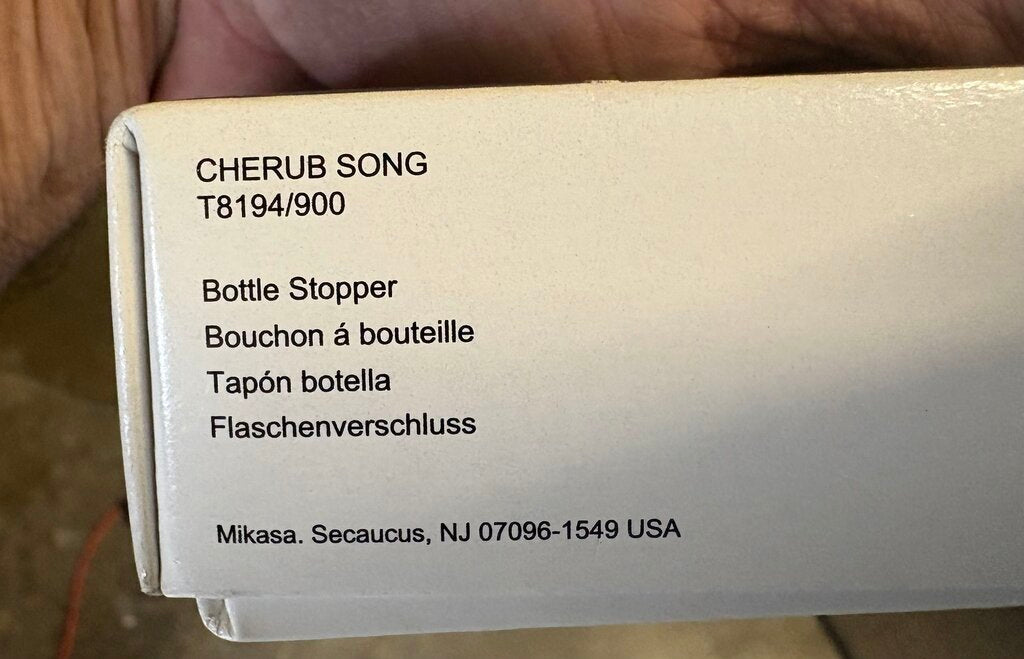 CHERUB SONG
T8194/900
Bottle Stopper
Bouchon á bouteille
Tapón botella
Flaschenverschluss
Mikasa. Secaucus, NJ 07096-1549 USA